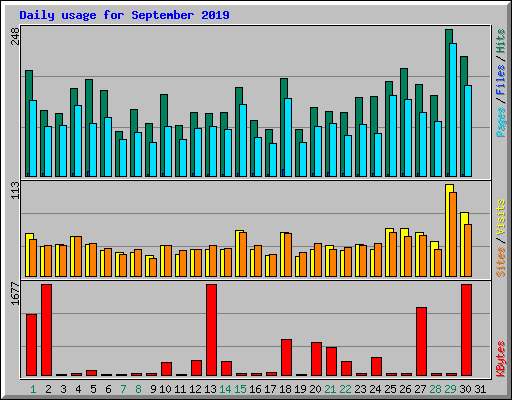 Daily usage for September 2019
248
Pages / Files / Hits
113
Sites / Visits
1677
KBytes
1 2 3 4 5 6 7 8 9 10 11 12 13 14 15 16 17 18 19 20 21 22 23 24 25 26 27 28 29 30 31